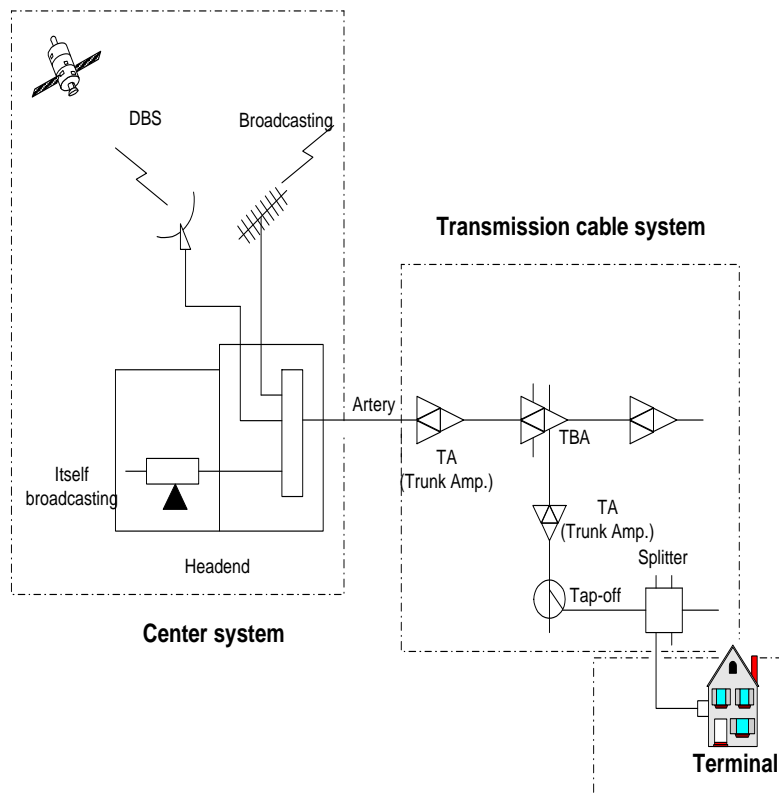 DBS
Broadcasting
Transmission cable system
Artery
TBA
TA
(Trunk Amp.)
Itself
broadcasting
TA
(Trunk Amp.)
Splitter
Headend
Tap-off
Center system
Terminal